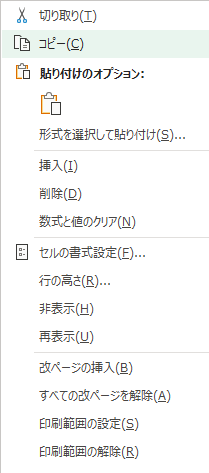 切り取り(T)
コピー(C)
貼り付けのオプション:
形式を選択して貼り付け(S)...
挿入(I)
削除(D)
数式と値のクリア(N)
セルの書式設定(F)...
行の高さ(R)...
非表示(H)
再表示(U)
改ページの挿入(B)
すべての改ページを解除(A)
印刷範囲の設定(S)
印刷範囲の解除(R)